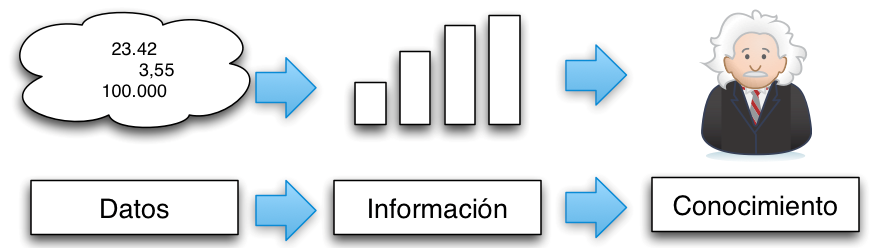 23.42
3,55
100.000
Datos
Información
Conocimiento